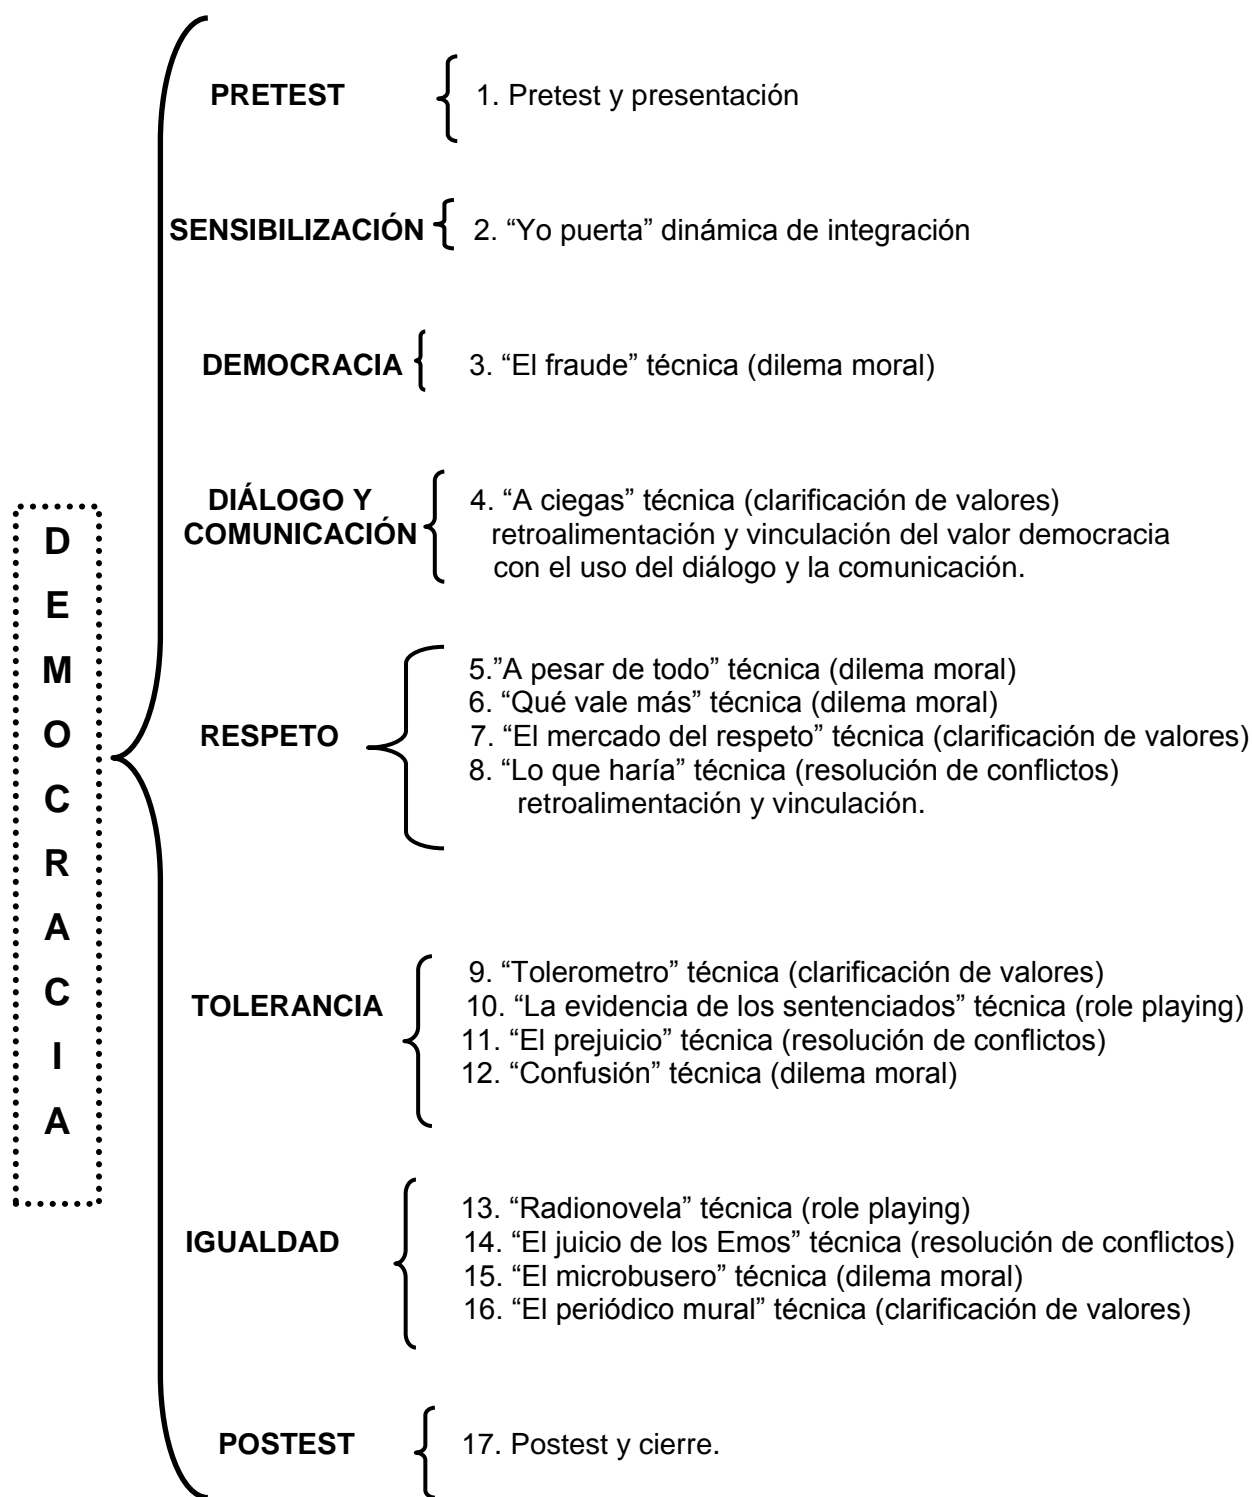 PRETEST
1. Pretest y presentación
SENSIBILIZACIÓN
2. “Yo puerta” dinámica de integración
DEMOCRACIA
3. “El fraude” técnica (dilema moral)
DIÁLOGO Y
COMUNICACIÓN
4. “A ciegas” técnica (clarificación de valores)
retroalimentación y vinculación del valor democracia
con el uso del diálogo y la comunicación.
D
E
M
O
C
R
A
C
I
A
RESPETO
5.”A pesar de todo” técnica (dilema moral)
6. “Qué vale más” técnica (dilema moral)
7. “El mercado del respeto” técnica (clarificación de valores)
8. “Lo que haría” técnica (resolución de conflictos)
retroalimentación y vinculación.
TOLERANCIA
9. “Tolerometro” técnica (clarificación de valores)
10. “La evidencia de los sentenciados” técnica (role playing)
11. “El prejuicio” técnica (resolución de conflictos)
12. “Confusión” técnica (dilema moral)
IGUALDAD
13. “Radionovela” técnica (role playing)
14. “El juicio de los Emos” técnica (resolución de conflictos)
15. “El microbusero” técnica (dilema moral)
16. “El periódico mural” técnica (clarificación de valores)
POSTEST
17. Postest y cierre.